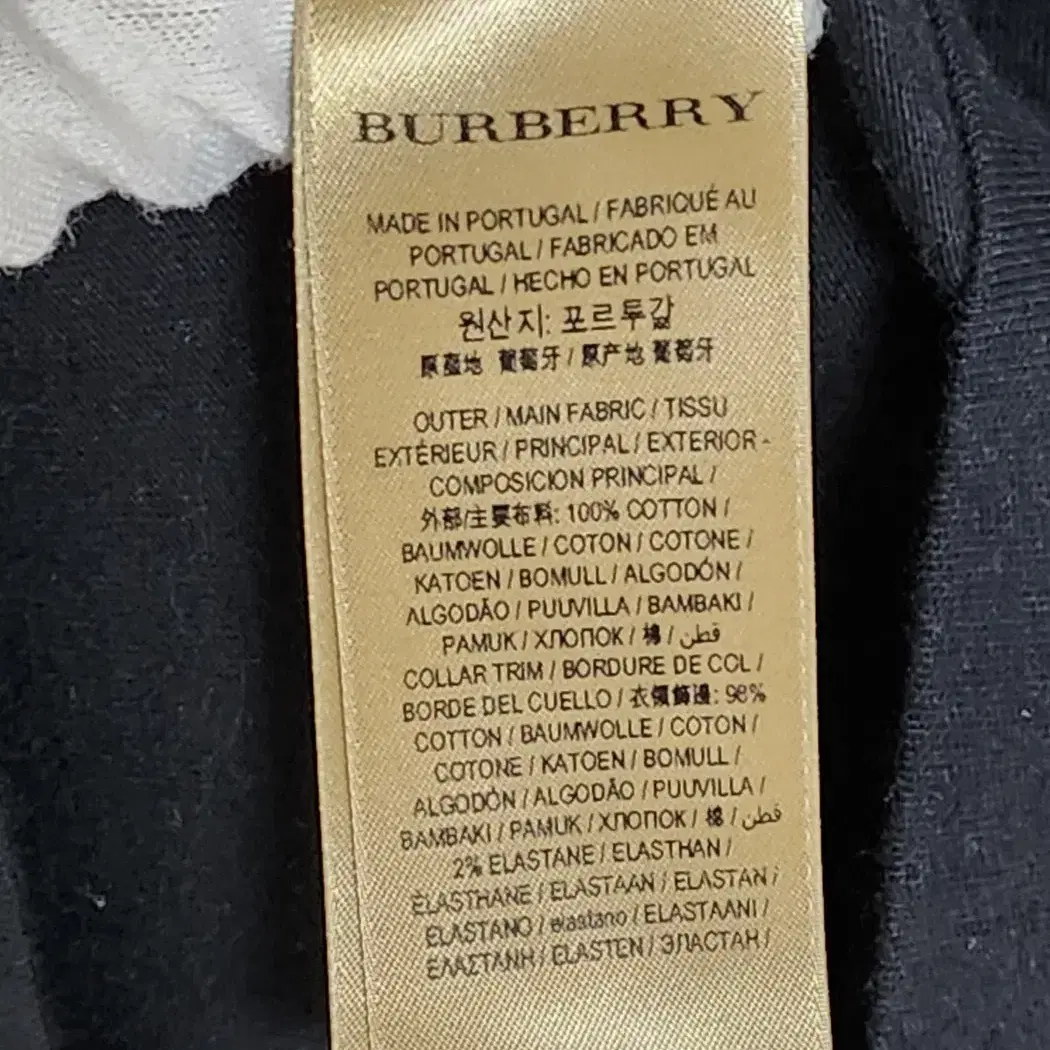 BURBERRY
MADE IN PORTUGAL / FABRIQUÉ AU
PORTUGAL / FABRICADO EM
PORTUGAL / HECHO EN PORTUGAL
원산지: 포르투갈
原產地 葡萄牙 / 原产地 葡萄牙
OUTER / MAIN FABRIC / TISSU
EXTÉRIEUR / PRINCIPAL / EXTERIOR -
COMPOSICION PRINCIPAL /
外部/主要布料: 100% COTTON /
BAUMWOLLE / COTON / COTONE /
KATOEN / BOMULL / ALGODÓN /
ALGODÃO / PUUVILLA / BAMBAKI /
PAMUK / ХЛОПОК / 棉 / قطن
COLLAR TRIM / BORDURE DE COL /
BORDE DEL CUELLO / 衣領飾邊: 98%
COTTON / BAUMWOLLE / COTON /
COTONE / KATOEN / BOMULL /
ALGODÓN / ALGODÃO / PUUVILLA /
BAMBAKI / PAMUK / ХЛОПОК / 棉 / قطن
2% ELASTANE / ELASTHAN /
ÉLASTHANE / ELASTAAN / ELASTAN /
ELASTANO / elastano / ELASTAANI /
ΕΛΑΣΤΑΝΗ / ELASTEN / ЭЛАСТАН /